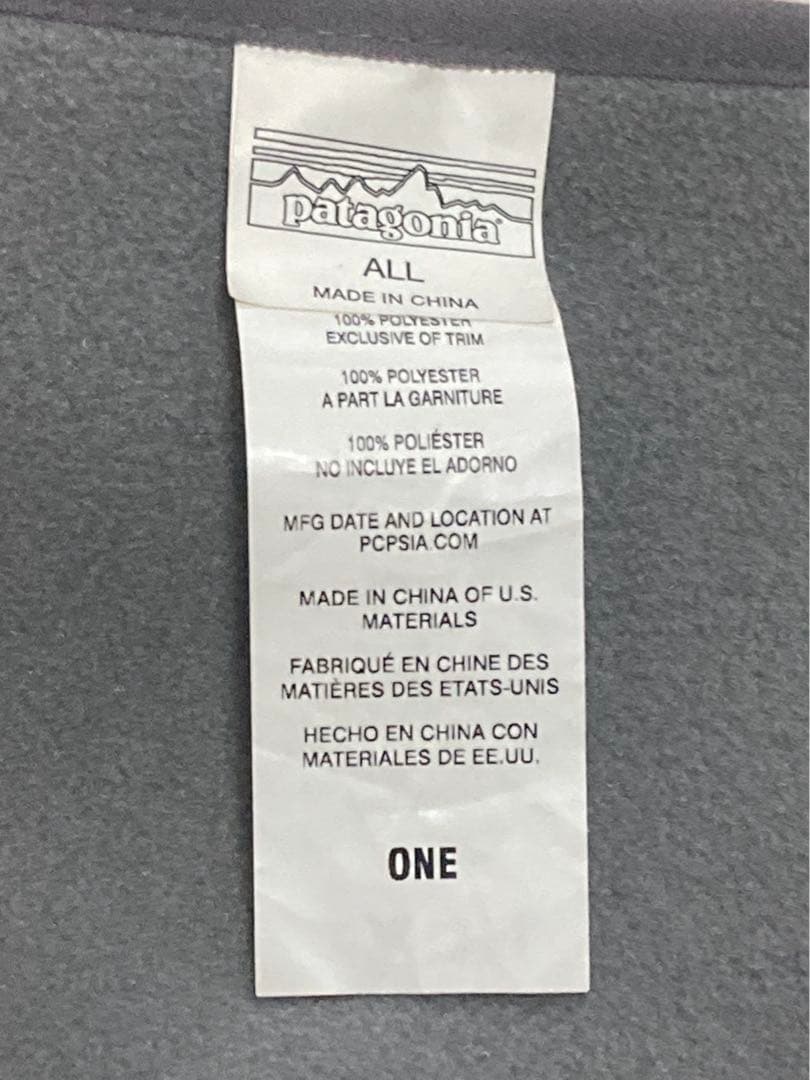 patagonia®
ALL
MADE IN CHINA
100% POLYESTER
EXCLUSIVE OF TRIM
100% POLYESTER
A PART LA GARNITURE
100% POLIÉSTER
NO INCLUYE EL ADORNO
MFG DATE AND LOCATION AT
PCPSIA.COM
MADE IN CHINA OF U.S.
MATERIALS
FABRIQUÉ EN CHINE DES
MATIÈRES DES ETATS-UNIS
HECHO EN CHINA CON
MATERIALES DE EE.UU.
ONE